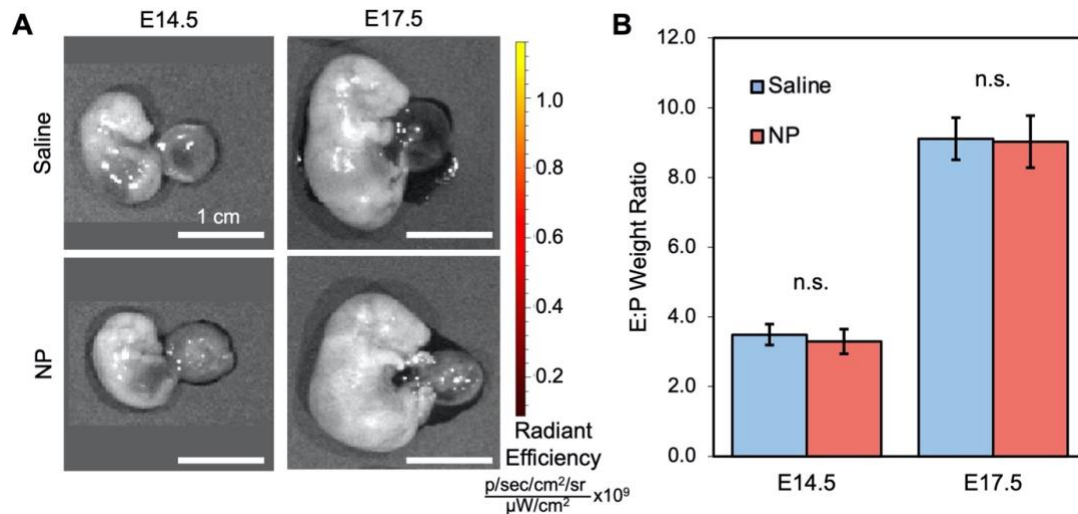 A
E14.5
E17.5
Saline
1 cm
NP
1.0
0.8
0.6
0.4
0.2
Radiant
Efficiency
p/sec/cm²/sr
µW/cm²
x10⁹
B
12.0
10.0
8.0
6.0
4.0
2.0
0.0
E:P Weight Ratio
Saline
NP
n.s.
n.s.
E14.5
E17.5